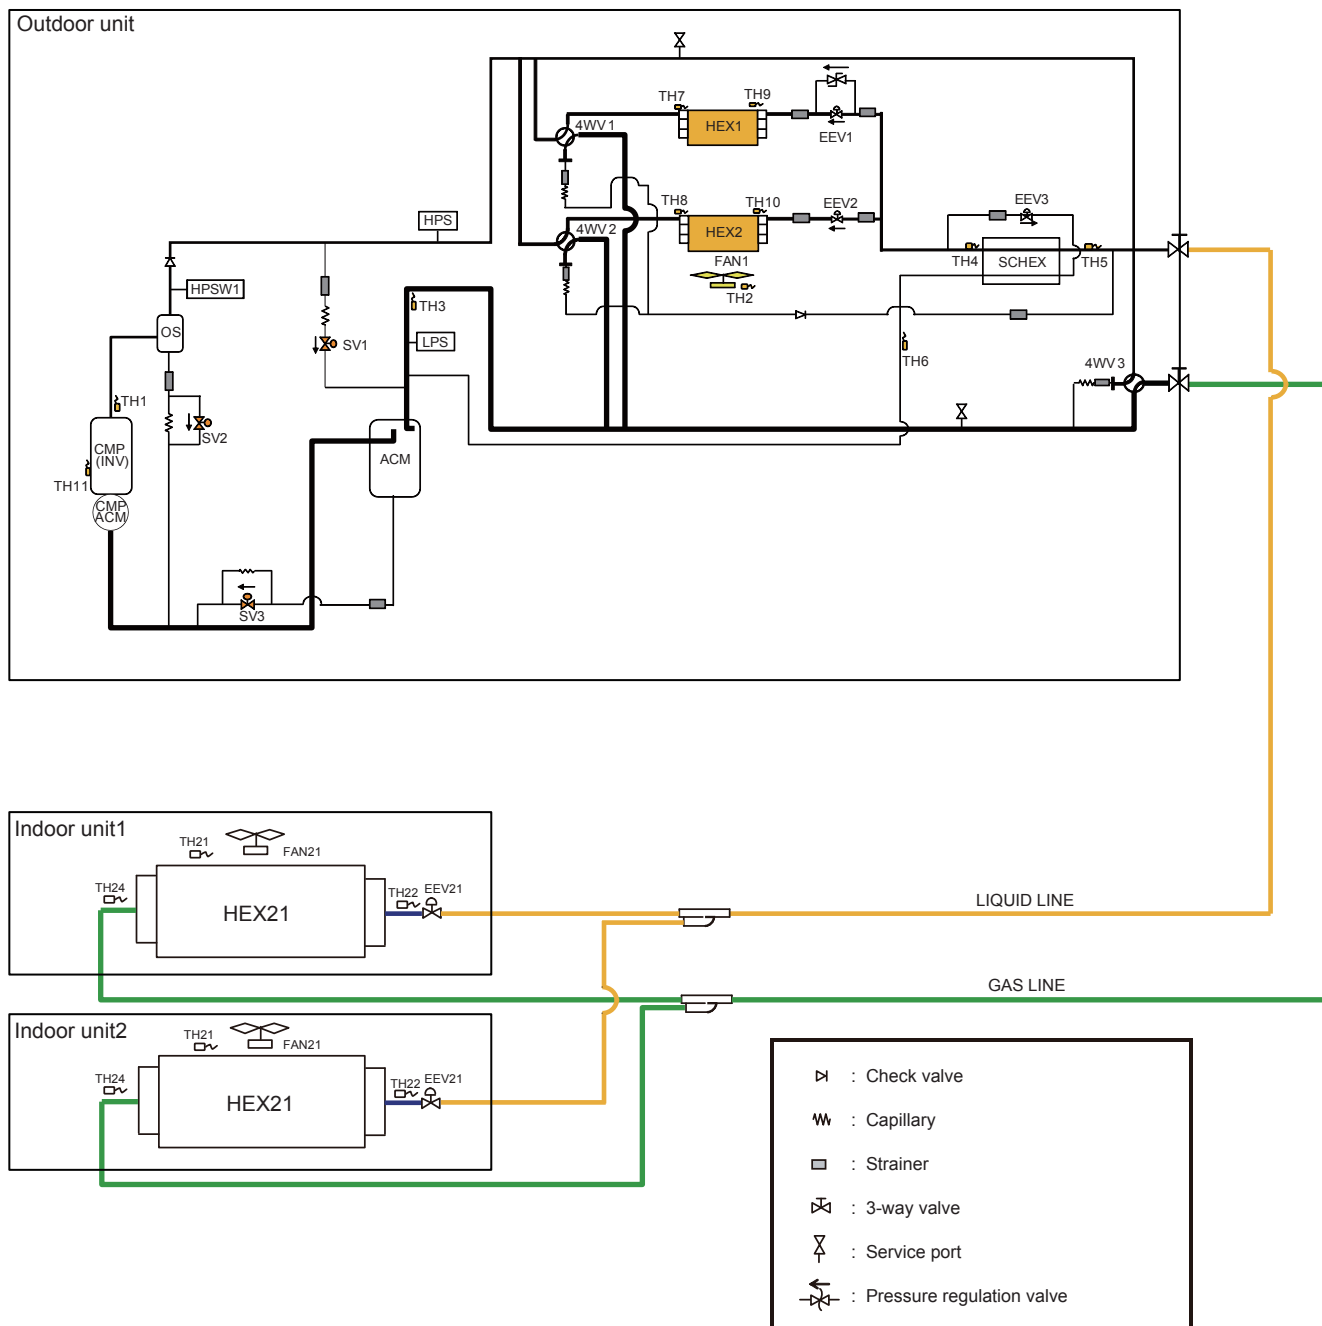 Outdoor unit
TH7
TH9
HEX1
4WV1
EEV1
TH8
TH10
EEV2
EEV3
HPS
4WV2
HEX2
FAN1
TH2
TH4
SCHEX
TH5
HPSW1
TH3
OS
SV1
LPS
TH6
4WV3
TH1
SV2
CMP
(INV)
ACM
TH11
CMP
ACM
SV3
Indoor unit1
TH21
FAN21
TH24
TH22
EEV21
HEX21
LIQUID LINE
GAS LINE
Indoor unit2
TH21
FAN21
TH24
TH22
EEV21
HEX21
: Check valve
: Capillary
: Strainer
: 3-way valve
: Service port
: Pressure regulation valve